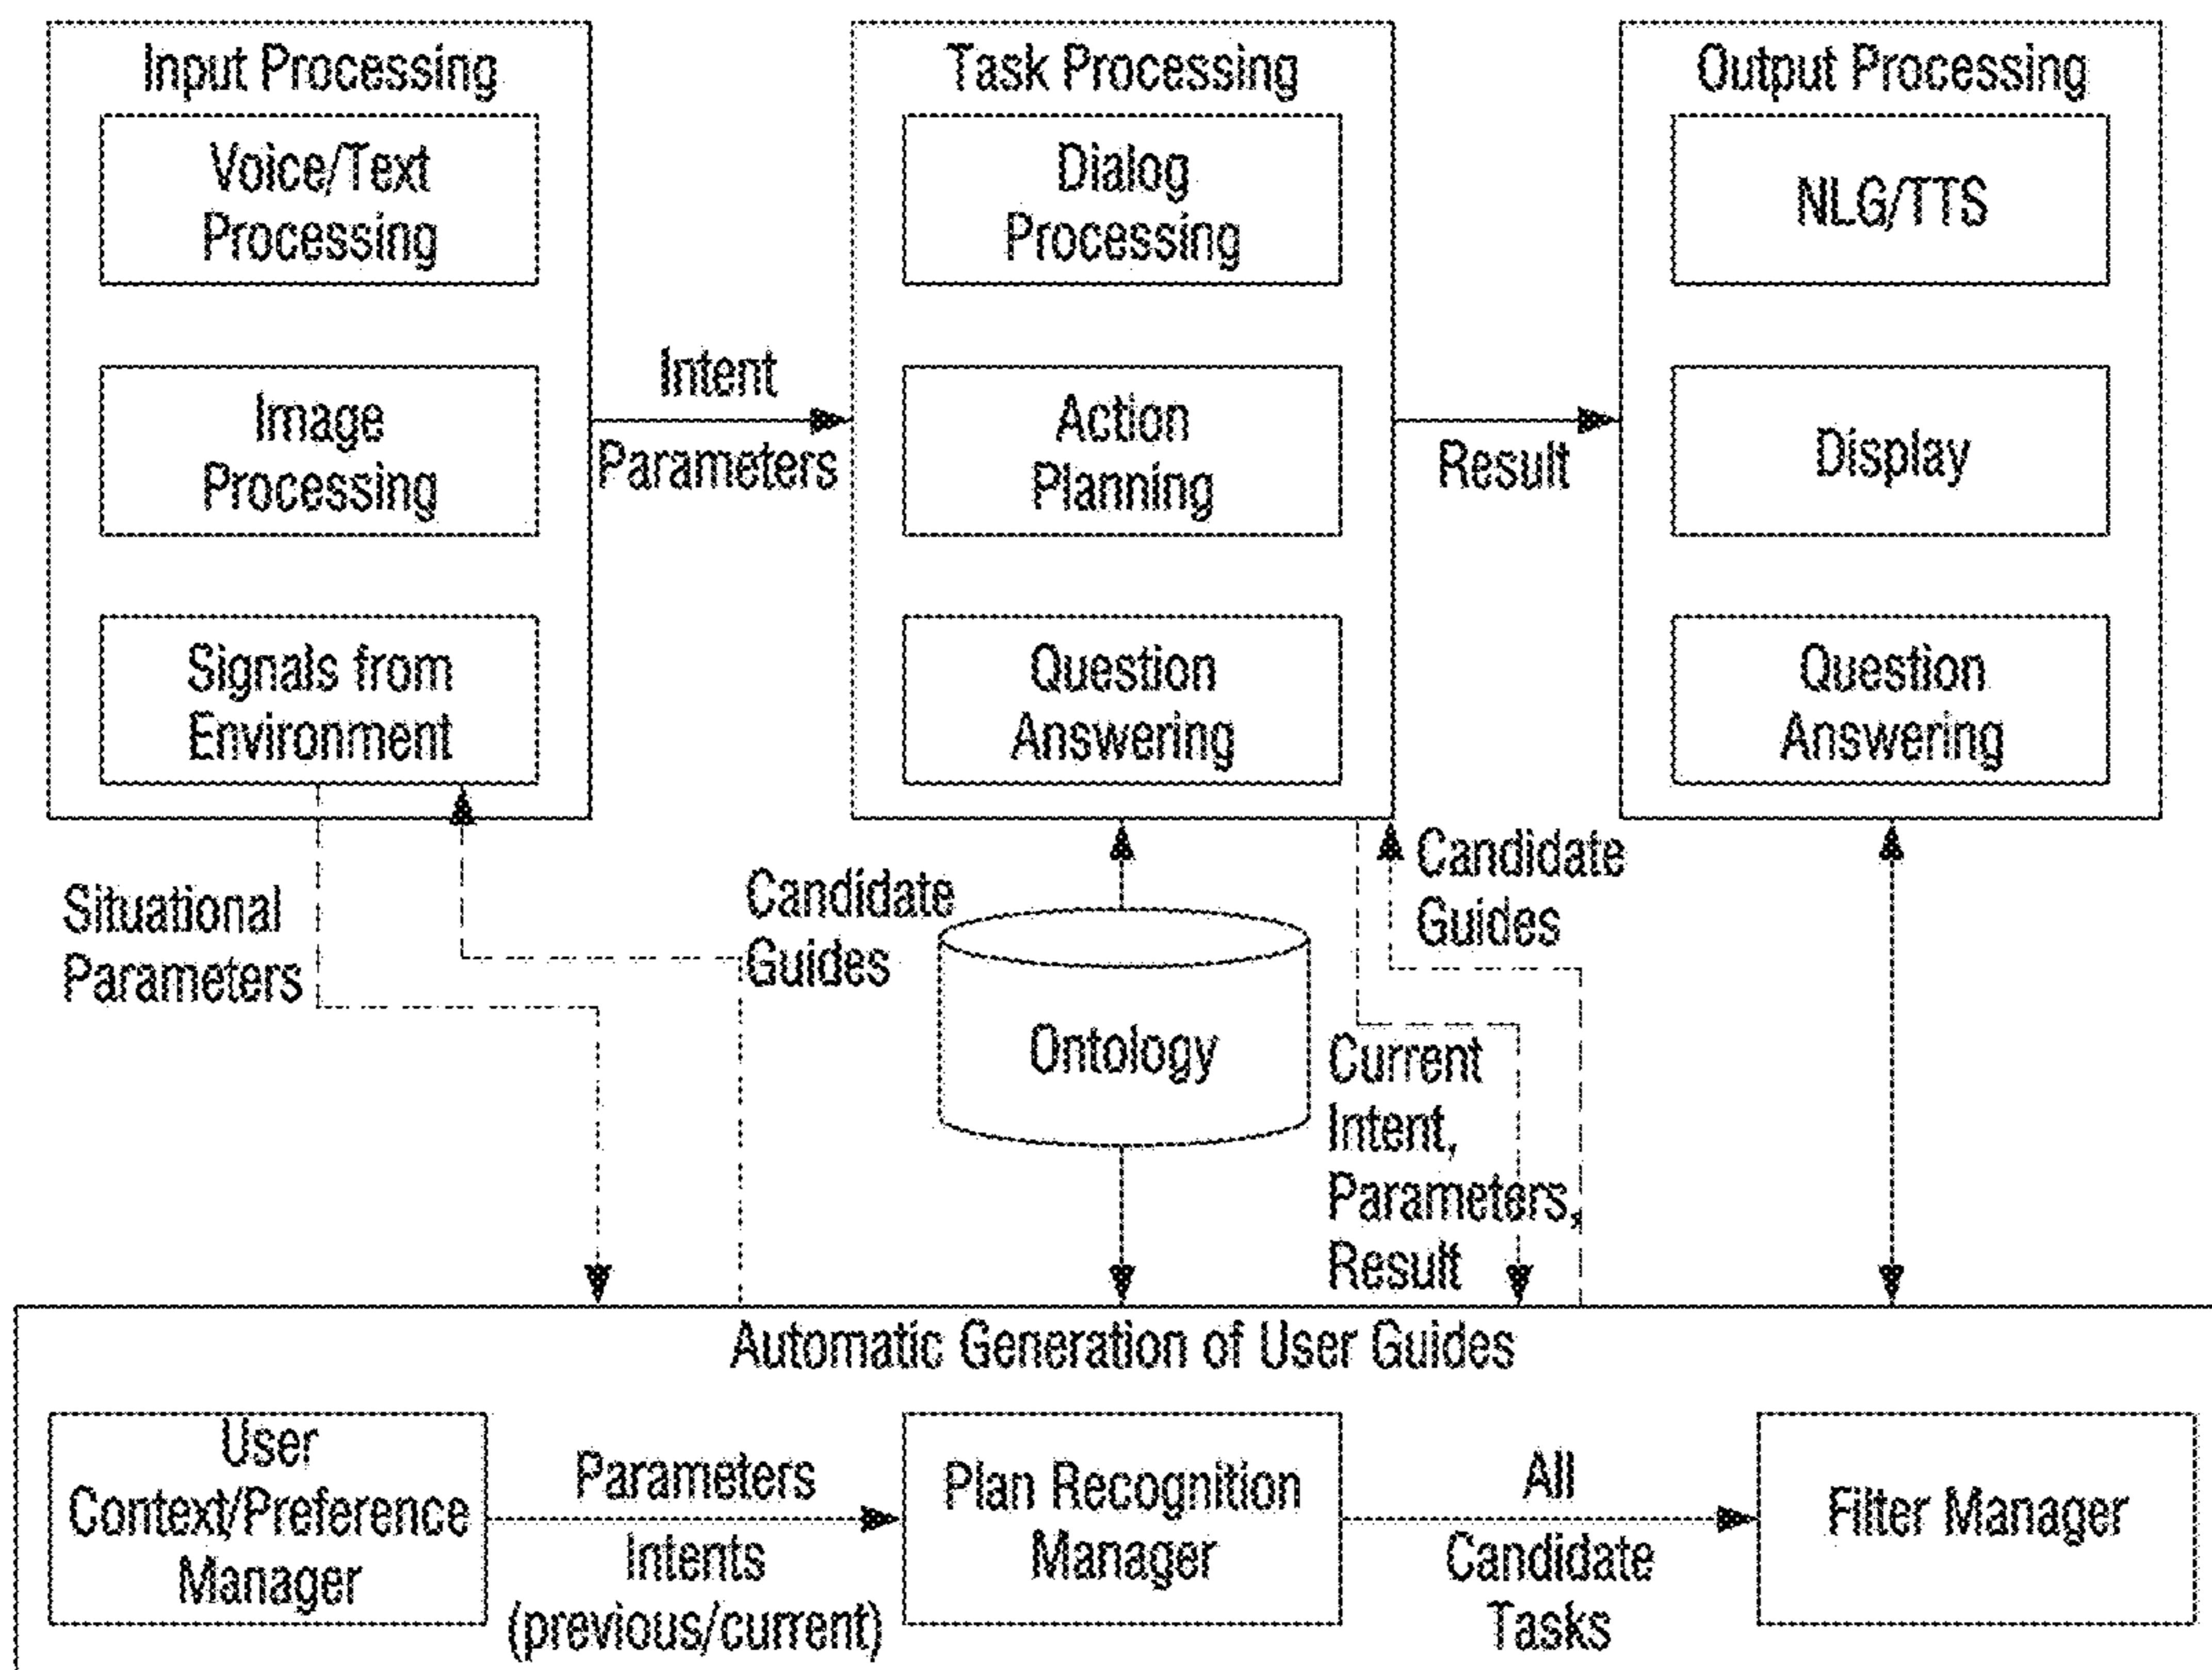 Input Processing
Voice/Text
Processing
Image
Processing
Signals from
Environment
Intent
Parameters
Task Processing
Dialog
Processing
Action
Planning
Question
Answering
Result
Output Processing
NLG/TTS
Display
Question
Answering
Situational
Parameters
Candidate
Guides
Ontology
Candidate
Guides
Current
Intent,
Parameters,
Result
Automatic Generation of User Guides
User
Context/Preference
Manager
Parameters
Intents
(previous/current)
Plan Recognition
Manager
All
Candidate
Tasks
Filter Manager